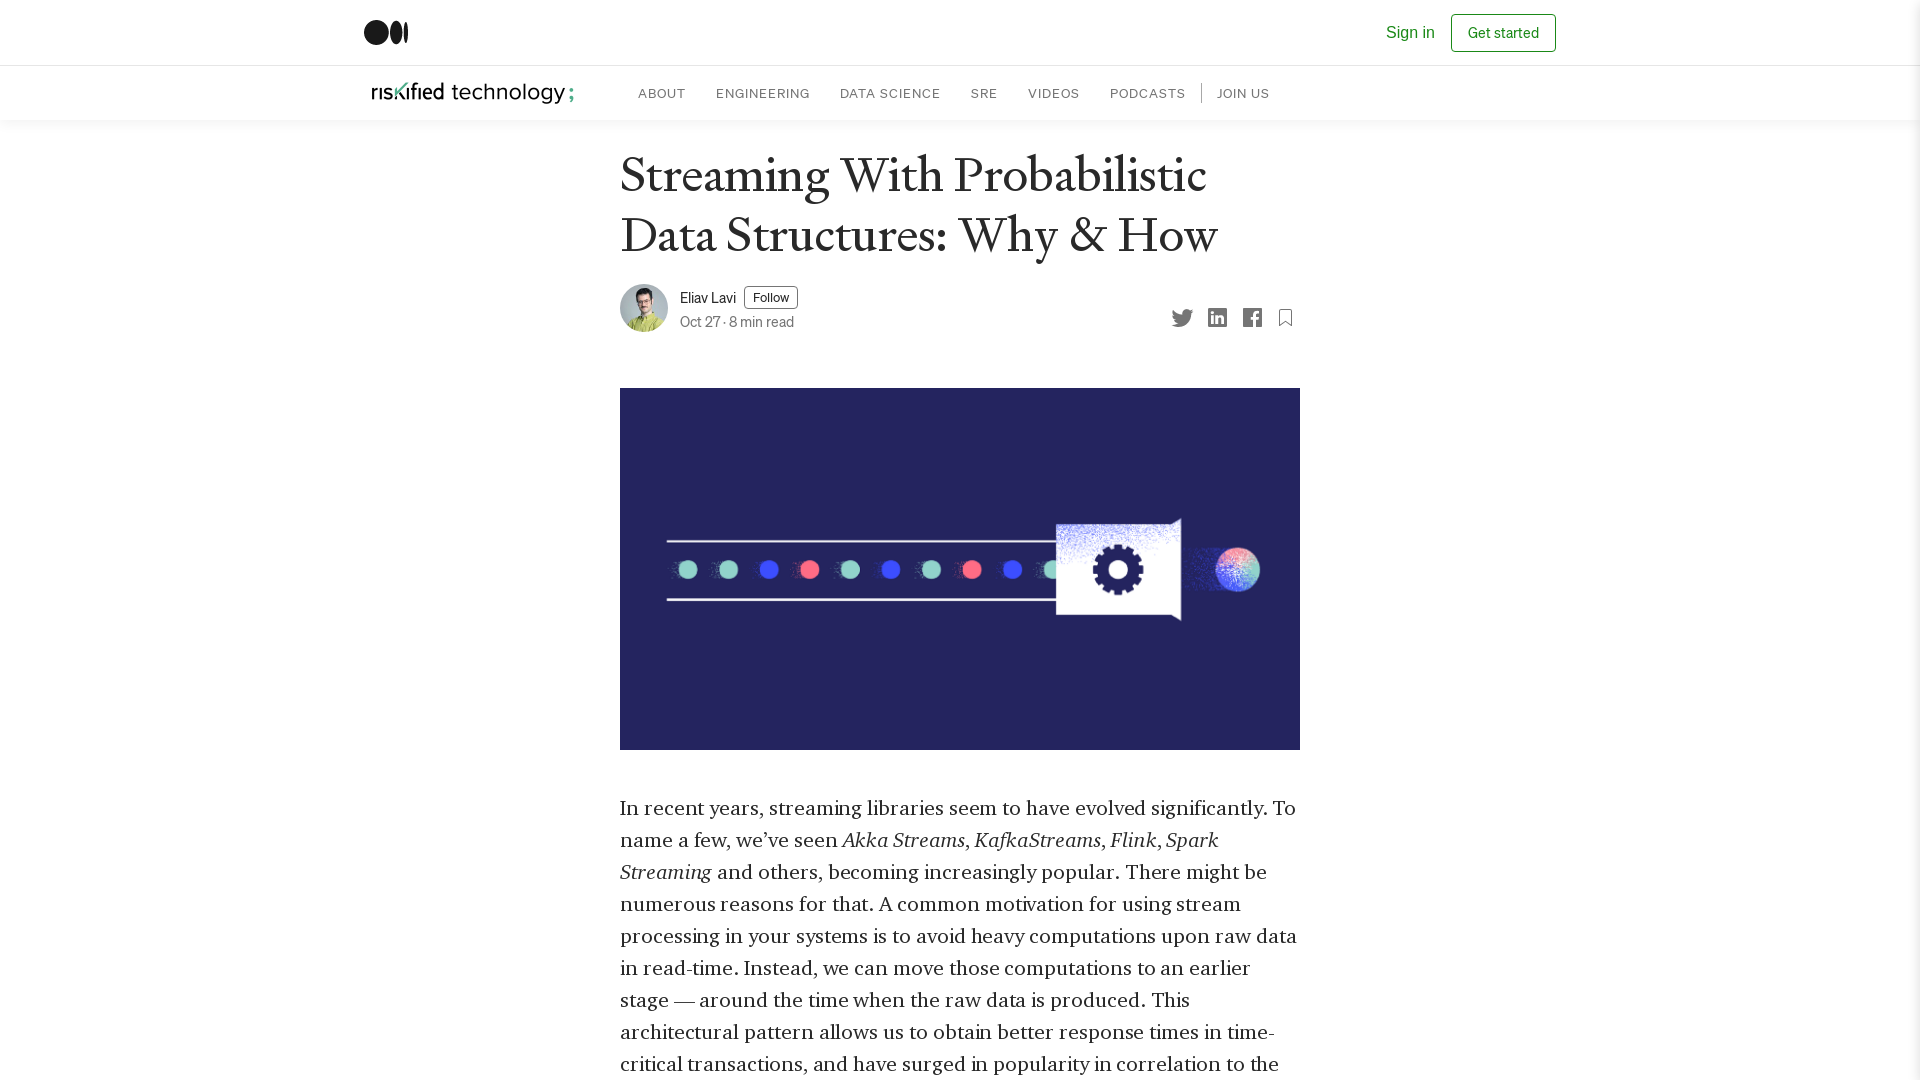 Sign in
Get started
riskified technology;
ABOUT
ENGINEERING
DATA SCIENCE
SRE
VIDEOS
PODCASTS
JOIN US
Streaming With Probabilistic
Data Structures: Why & How
Eliav Lavi
Follow
Oct 27 · 8 min read
In recent years, streaming libraries seem to have evolved significantly. To
name a few, we’ve seen Akka Streams, KafkaStreams, Flink, Spark
Streaming and others, becoming increasingly popular. There might be
numerous reasons for that. A common motivation for using stream
processing in your systems is to avoid heavy computations upon raw data
in read-time. Instead, we can move those computations to an earlier
stage — around the time when the raw data is produced. This
architectural pattern allows us to obtain better response times in time-
critical transactions, and have surged in popularity in correlation to the